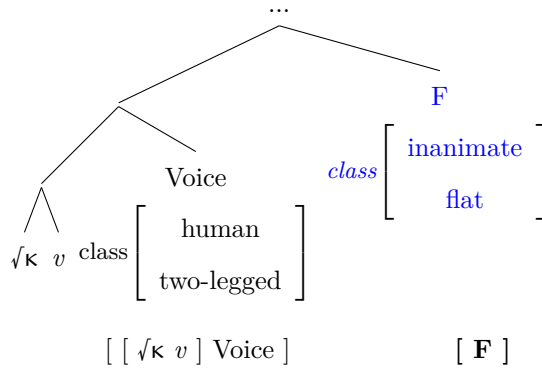 ...
F
class [ inanimate
flat ]
Voice
√κ v class [ human
two-legged ]
[ [ √κ v ] Voice ] [ F ]